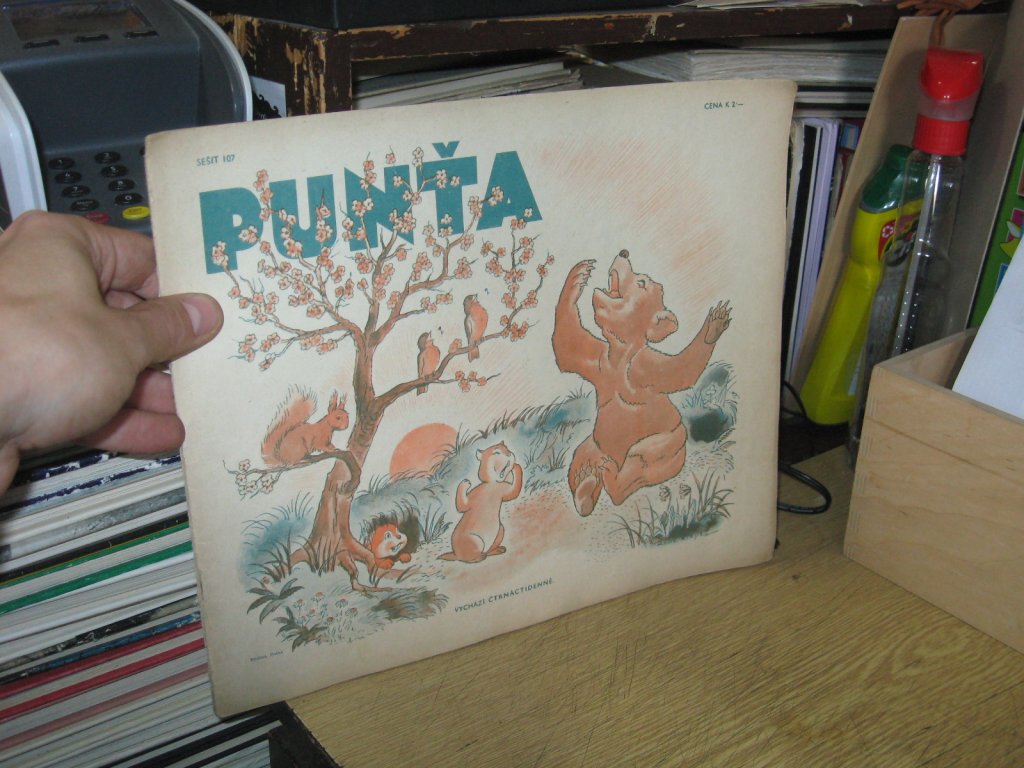 SEŠIT 107
CENA K 2·—
PUNŤA
VYCHÁZÍ ČTRNÁCTIDENNĚ.